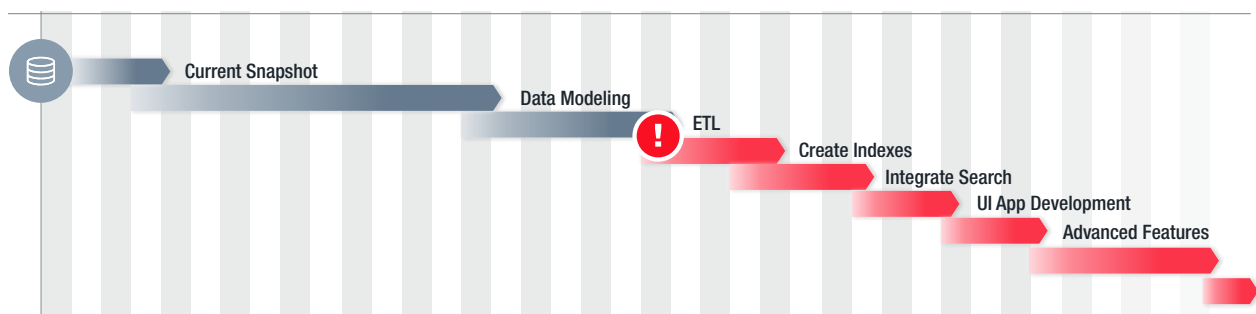 Current Snapshot
Data Modeling
ETL
Create Indexes
Integrate Search
UI App Development
Advanced Features